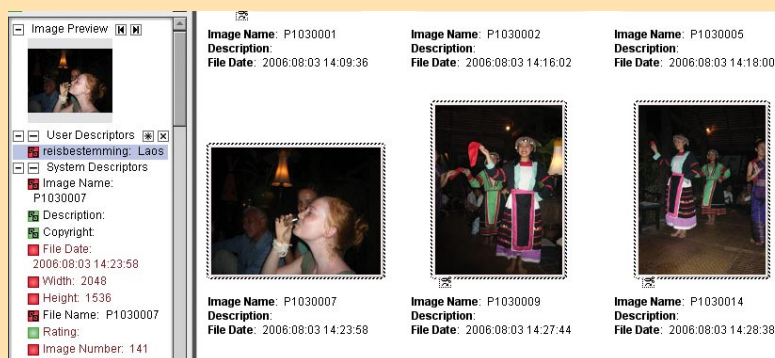 Image Preview
User Descriptors
reisbestemming: Laos
System Descriptors
Image Name:
P1030007
Description:
Copyright:
File Date:
2006:08:03 14:23:58
Width: 2048
Height: 1536
File Name: P1030007
Rating:
Image Number: 141
Image Name: P1030001
Description:
File Date: 2006:08:03 14:09:36
Image Name: P1030002
Description:
File Date: 2006:08:03 14:16:02
Image Name: P1030005
Description:
File Date: 2006:08:03 14:18:00
Image Name: P1030007
Description:
File Date: 2006:08:03 14:23:58
Image Name: P1030009
Description:
File Date: 2006:08:03 14:27:44
Image Name: P1030014
Description:
File Date: 2006:08:03 14:28:38